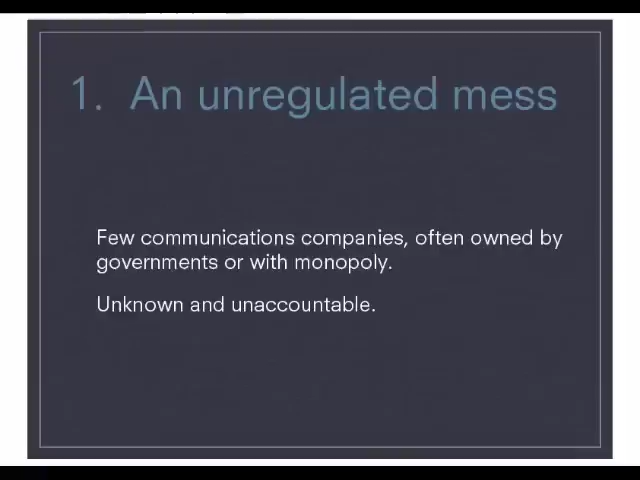 1. An unregulated mess
Few communications companies, often owned by
governments or with monopoly.
Unknown and unaccountable.